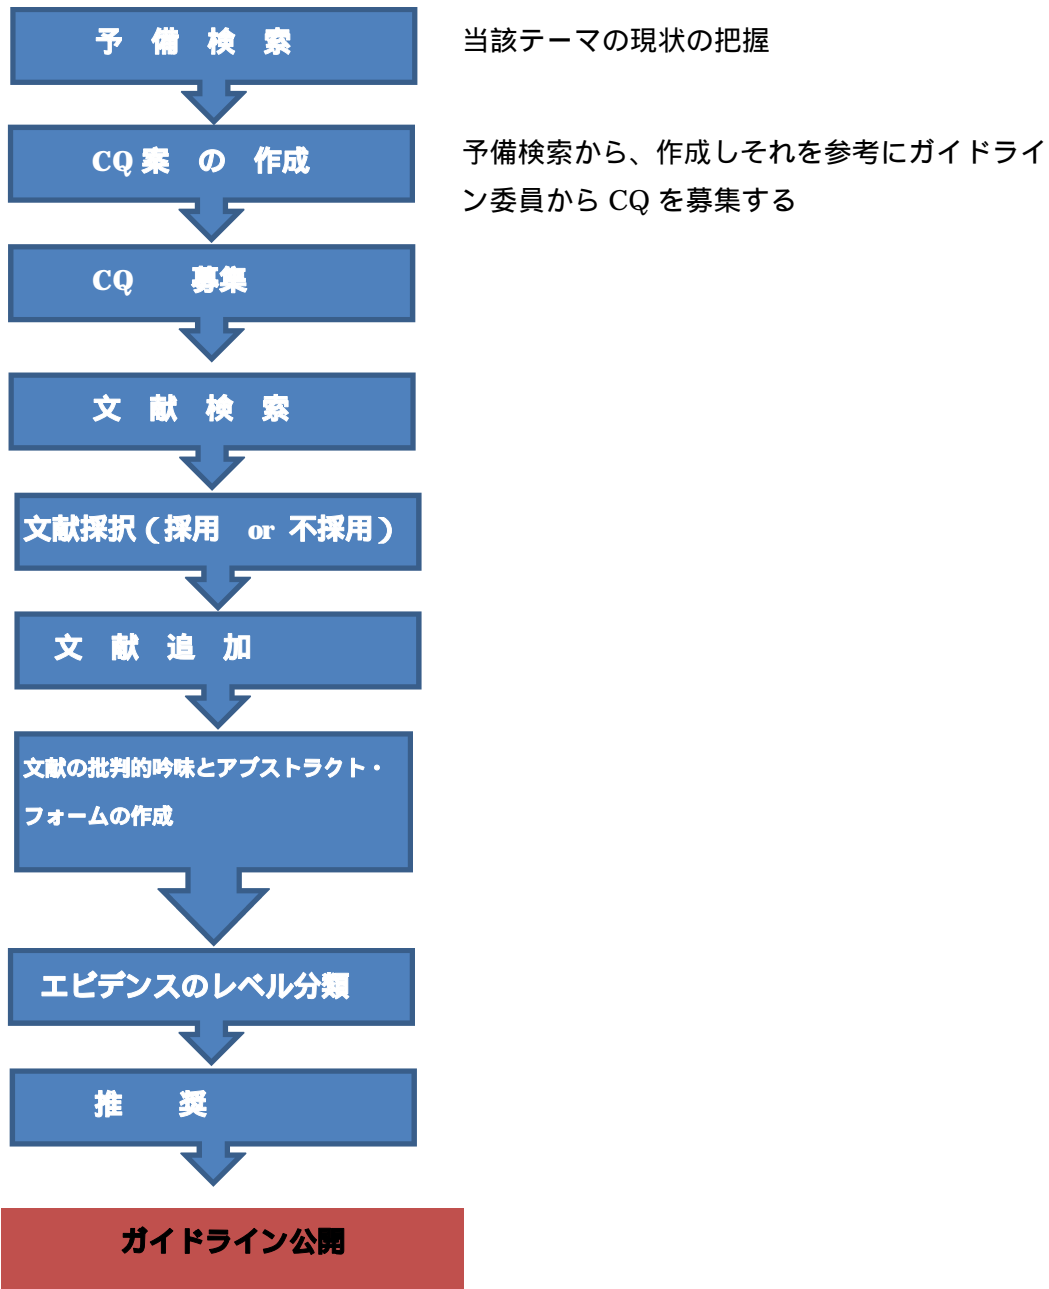 予　備　検　索
当該テーマの現状の把握
CQ 案　の　作成
予備検索から、作成しそれを参考にガイドライ
ン委員から CQ を募集する
CQ　　募集
文　献　検　索
文献採択（採用　or 不採用）
文　献　追　加
文献の批判的吟味とアブストラクト・
フォームの作成
エビデンスのレベル分類
推　　奨
ガイドライン公開